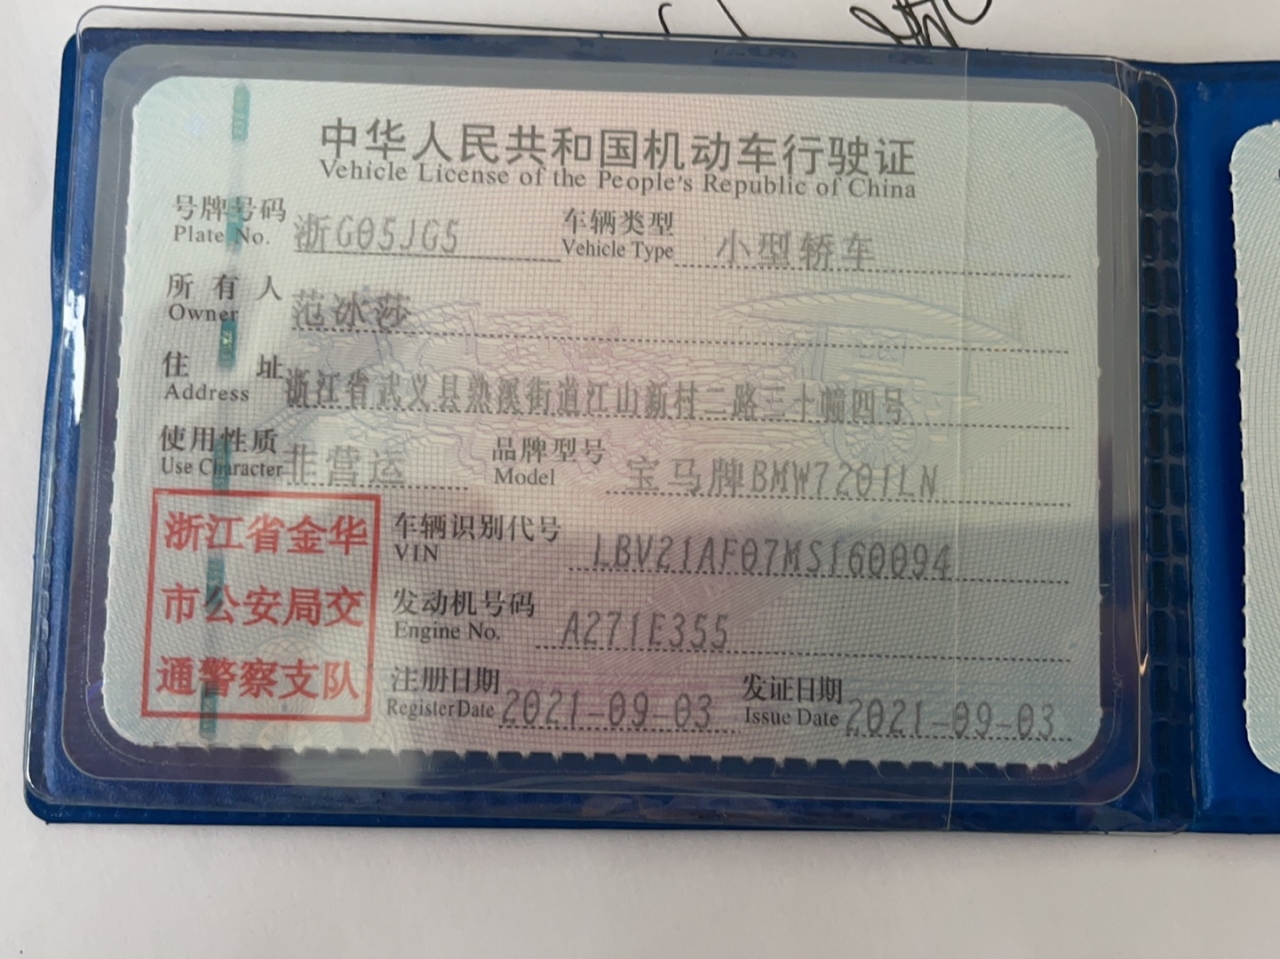 中华人民共和国机动车行驶证
Vehicle License of the People's Republic of China
号牌号码 浙G05JG5 车辆类型 小型轿车
Plate No. Vehicle Type
所有人 范冰莎
Owner
住址 浙江省武义县熟溪街道江山新村二路三十幢四号
Address
使用性质 非营运 品牌型号 宝马牌BMW7201LN
Use Character Model
浙江省金华
市公安局交
通警察支队
车辆识别代号 LBV21AF07MS160094
VIN
发动机号码 A271E355
Engine No.
注册日期 2021-09-03 发证日期 2021-09-03
Register Date Issue Date